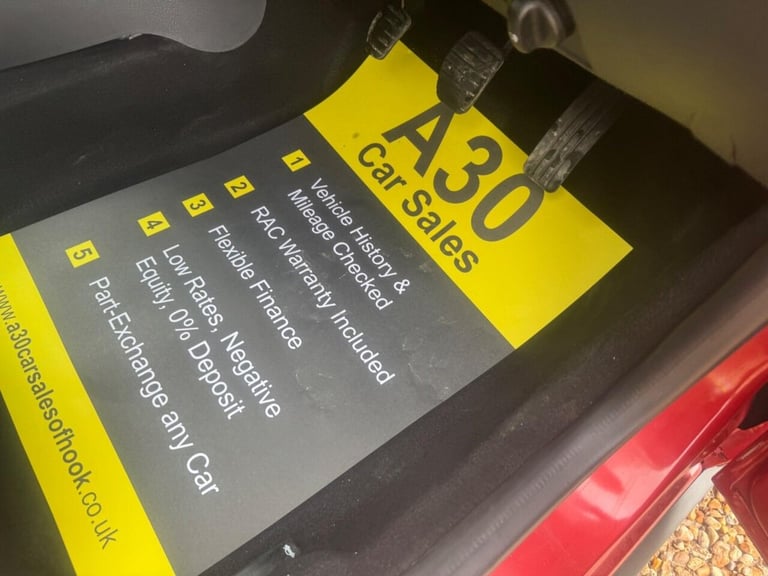 A30
Car Sales
1 Vehicle History &
Mileage Checked
2 RAC Warranty Included
3 Flexible Finance
4 Low Rates, Negative
Equity, 0% Deposit
5 Part-Exchange any Car
www.a30carsalesofhook.co.uk